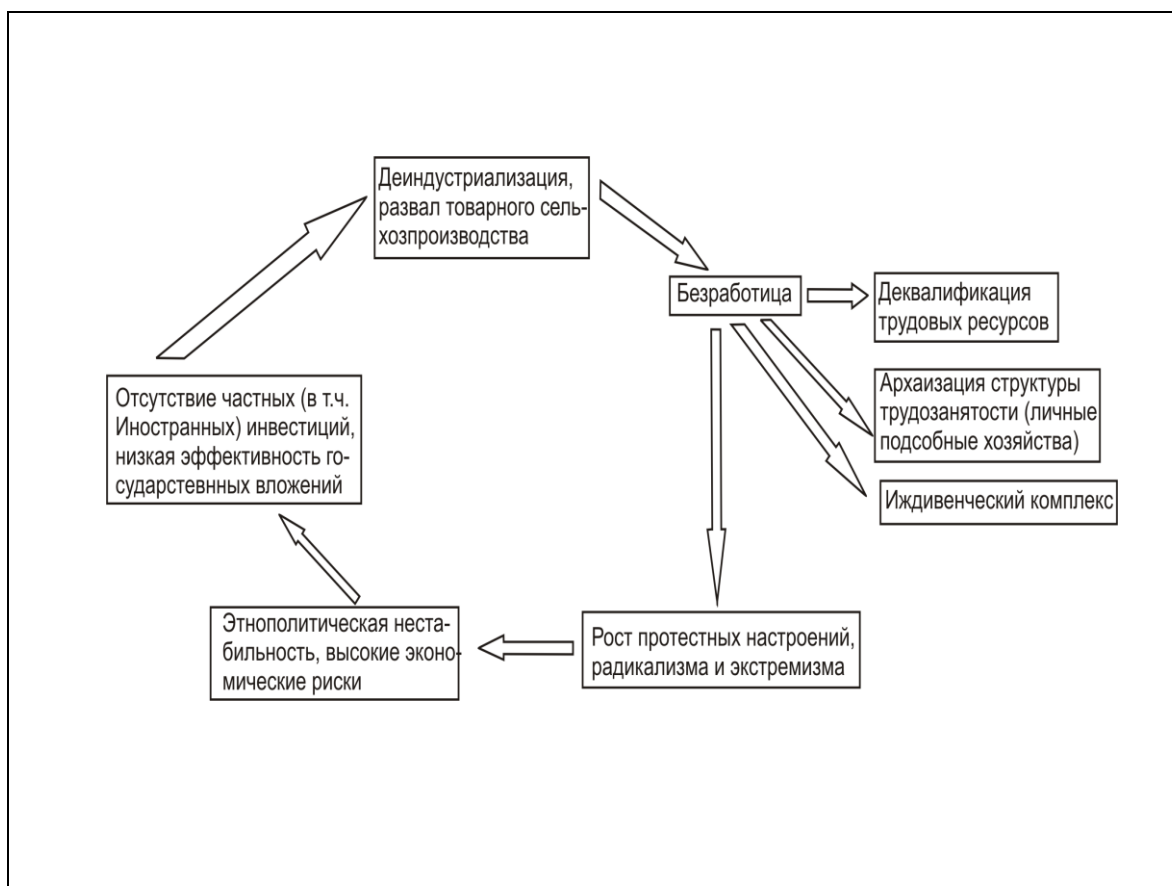 Деиндустриализация,
развал товарного сель-
хозпроизводства
Безработица
Деквалификация
трудовых ресурсов
Архаизация структуры
трудозанятости (личные
подсобные хозяйства)
Иждивенческий комплекс
Рост протестных настроений,
радикализма и экстремизма
Этнополитическая неста-
бильность, высокие эконо-
мические риски
Отсутствие частных (в т.ч.
Иностранных) инвестиций,
низкая эффективность го-
сударстевнных вложений